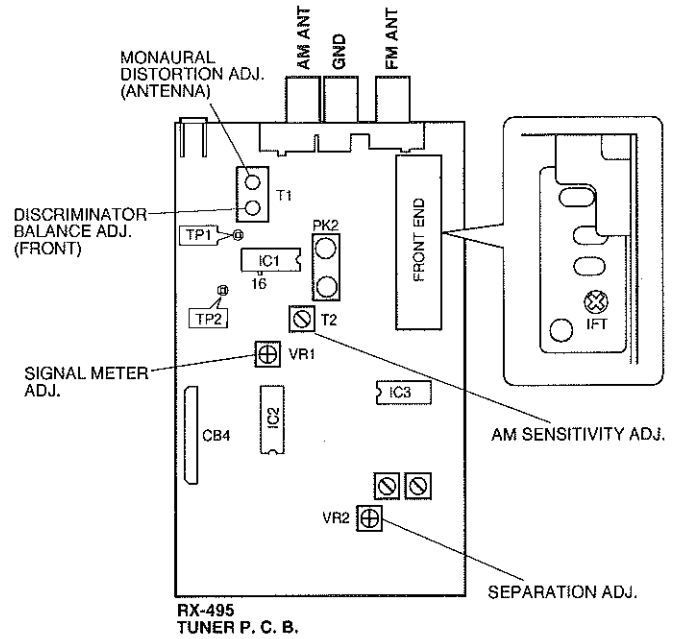 AM ANT
GND
FM ANT
MONAURAL
DISTORTION ADJ.
(ANTENNA)
T1
DISCRIMINATOR
BALANCE ADJ.
(FRONT)
TP1
PK2
FRONT END
IC1
16
TP2
T2
IFT
VR1
SIGNAL METER
ADJ.
IC3
CB4
IC2
AM SENSITIVITY ADJ.
VR2
SEPARATION ADJ.
RX-495
TUNER P. C. B.